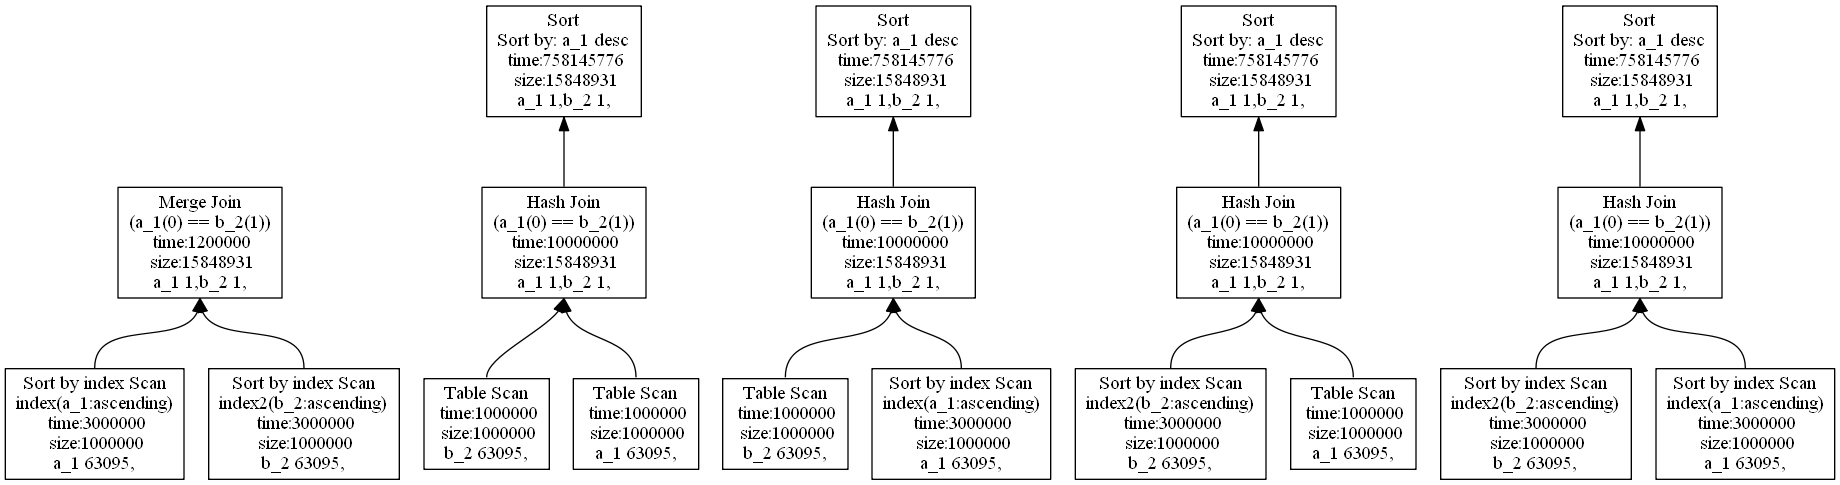 Sort
Sort by: a_1 desc
time:758145776
size:15848931
a_1 1,b_2 1,
Sort
Sort by: a_1 desc
time:758145776
size:15848931
a_1 1,b_2 1,
Sort
Sort by: a_1 desc
time:758145776
size:15848931
a_1 1,b_2 1,
Sort
Sort by: a_1 desc
time:758145776
size:15848931
a_1 1,b_2 1,
Merge Join
(a_1(0) == b_2(1))
time:1200000
size:15848931
a_1 1,b_2 1,
Hash Join
(a_1(0) == b_2(1))
time:10000000
size:15848931
a_1 1,b_2 1,
Hash Join
(a_1(0) == b_2(1))
time:10000000
size:15848931
a_1 1,b_2 1,
Hash Join
(a_1(0) == b_2(1))
time:10000000
size:15848931
a_1 1,b_2 1,
Hash Join
(a_1(0) == b_2(1))
time:10000000
size:15848931
a_1 1,b_2 1,
Sort by index Scan
index(a_1:ascending)
time:3000000
size:1000000
a_1 63095,
Sort by index Scan
index2(b_2:ascending)
time:3000000
size:1000000
b_2 63095,
Table Scan
time:1000000
size:1000000
b_2 63095,
Table Scan
time:1000000
size:1000000
a_1 63095,
Table Scan
time:1000000
size:1000000
b_2 63095,
Sort by index Scan
index(a_1:ascending)
time:3000000
size:1000000
a_1 63095,
Sort by index Scan
index2(b_2:ascending)
time:3000000
size:1000000
b_2 63095,
Table Scan
time:1000000
size:1000000
a_1 63095,
Sort by index Scan
index2(b_2:ascending)
time:3000000
size:1000000
b_2 63095,
Sort by index Scan
index(a_1:ascending)
time:3000000
size:1000000
a_1 63095,